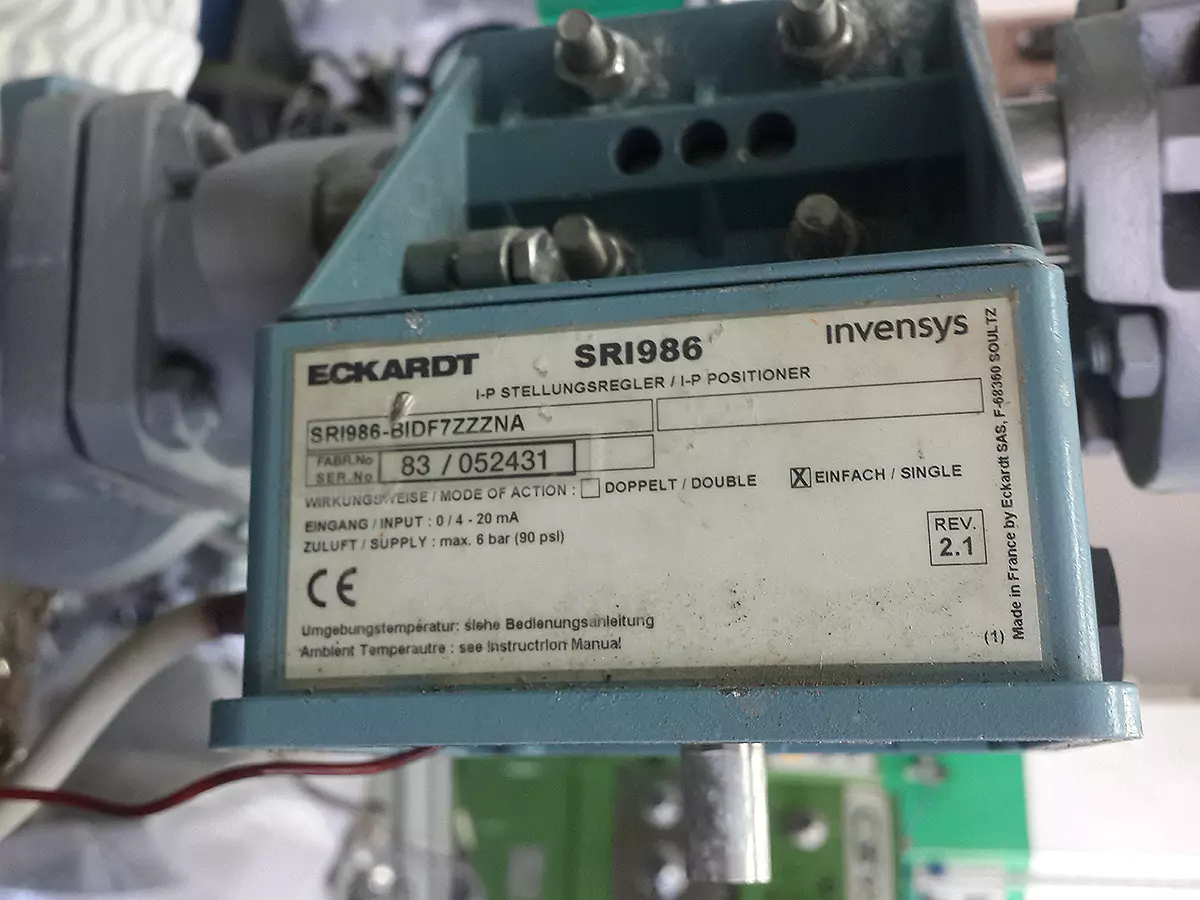 ECKARDT SRI986 invensys
I-P STELLUNGSREGLER / I-P POSITIONER
SRI986-BIDF7ZZZNA
FABR.No
SER.No
83 / 052431
WIRKUNGSWEISE / MODE OF ACTION : DOPPELT / DOUBLE X EINFACH / SINGLE
EINGANG / INPUT : 0 / 4 - 20 mA
ZULUFT / SUPPLY : max. 6 bar (90 psi)
REV.
2.1
CE
Umgebungstemperatur: siehe Bedienungsanleitung
Ambient Temperautre : see Instructrion Manual
(1)
Made in France by Eckardt SAS, F-68360 SOULTZ